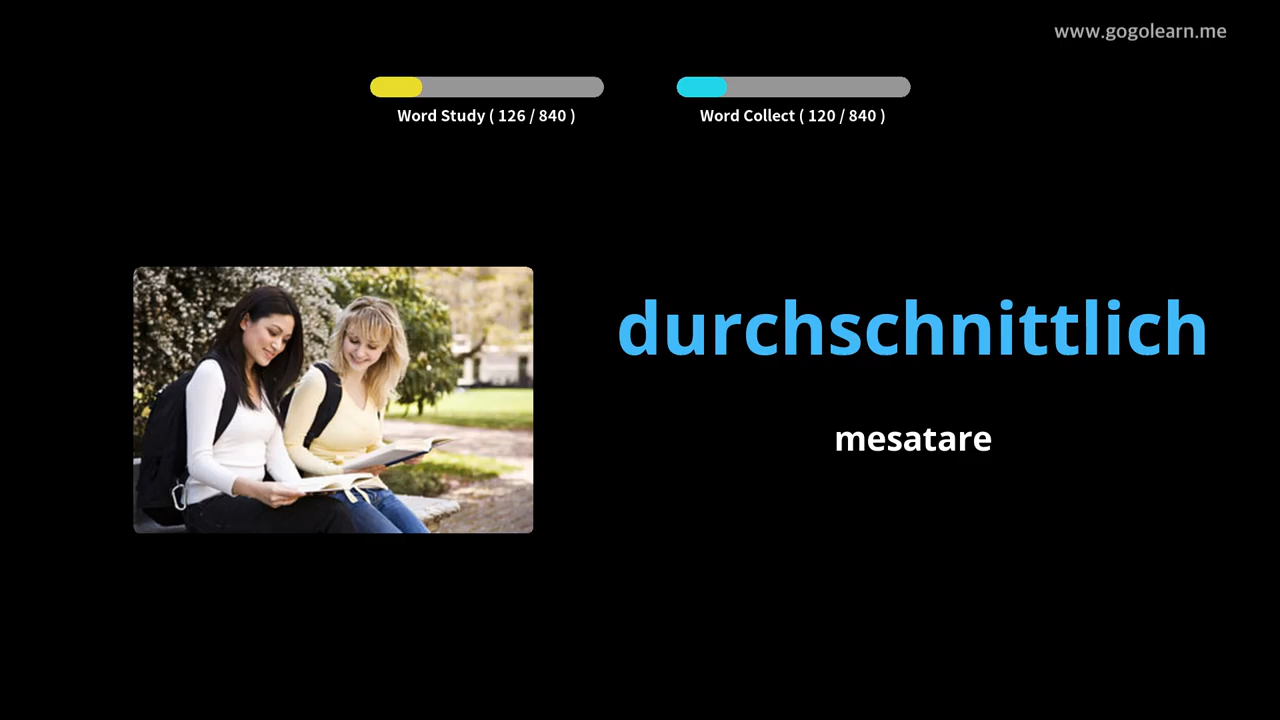 www.gogolearn.me
Word Study ( 126 / 840 )
Word Collect ( 120 / 840 )
durchschnittlich
mesatare